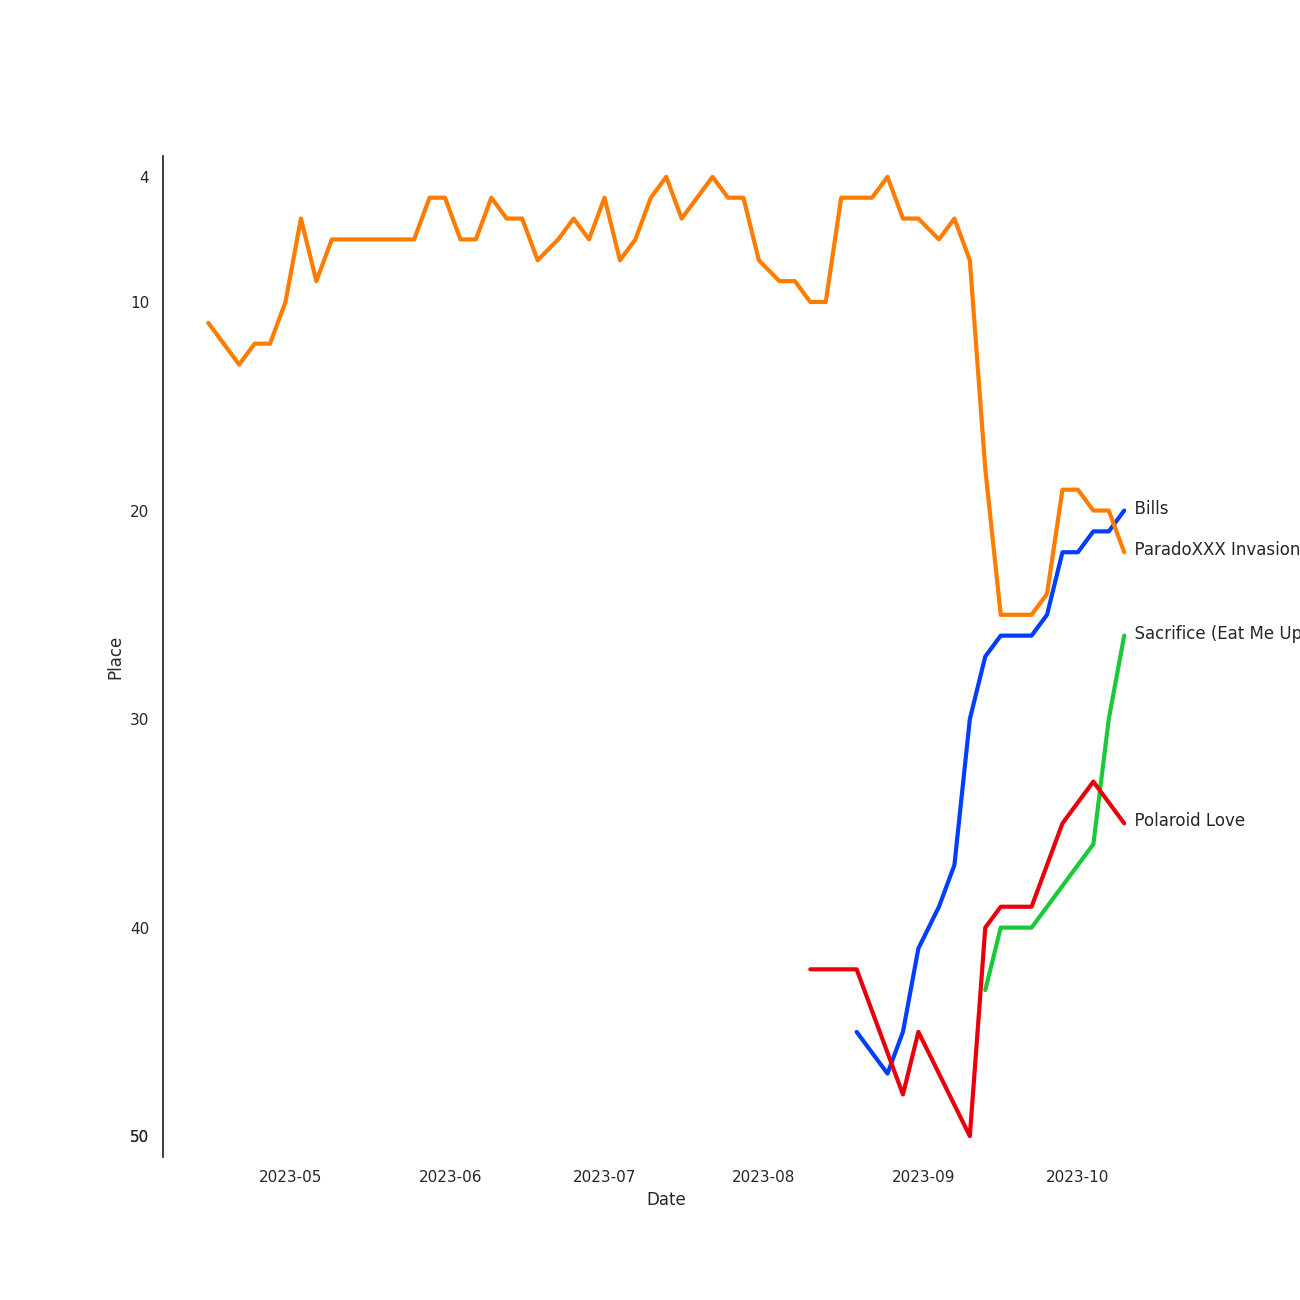 4
10
20
30
40
50
Place
Bills
ParadoXXX Invasion
Sacrifice (Eat Me Up
Polaroid Love
2023-05 2023-06 2023-07 2023-08 2023-09 2023-10
Date